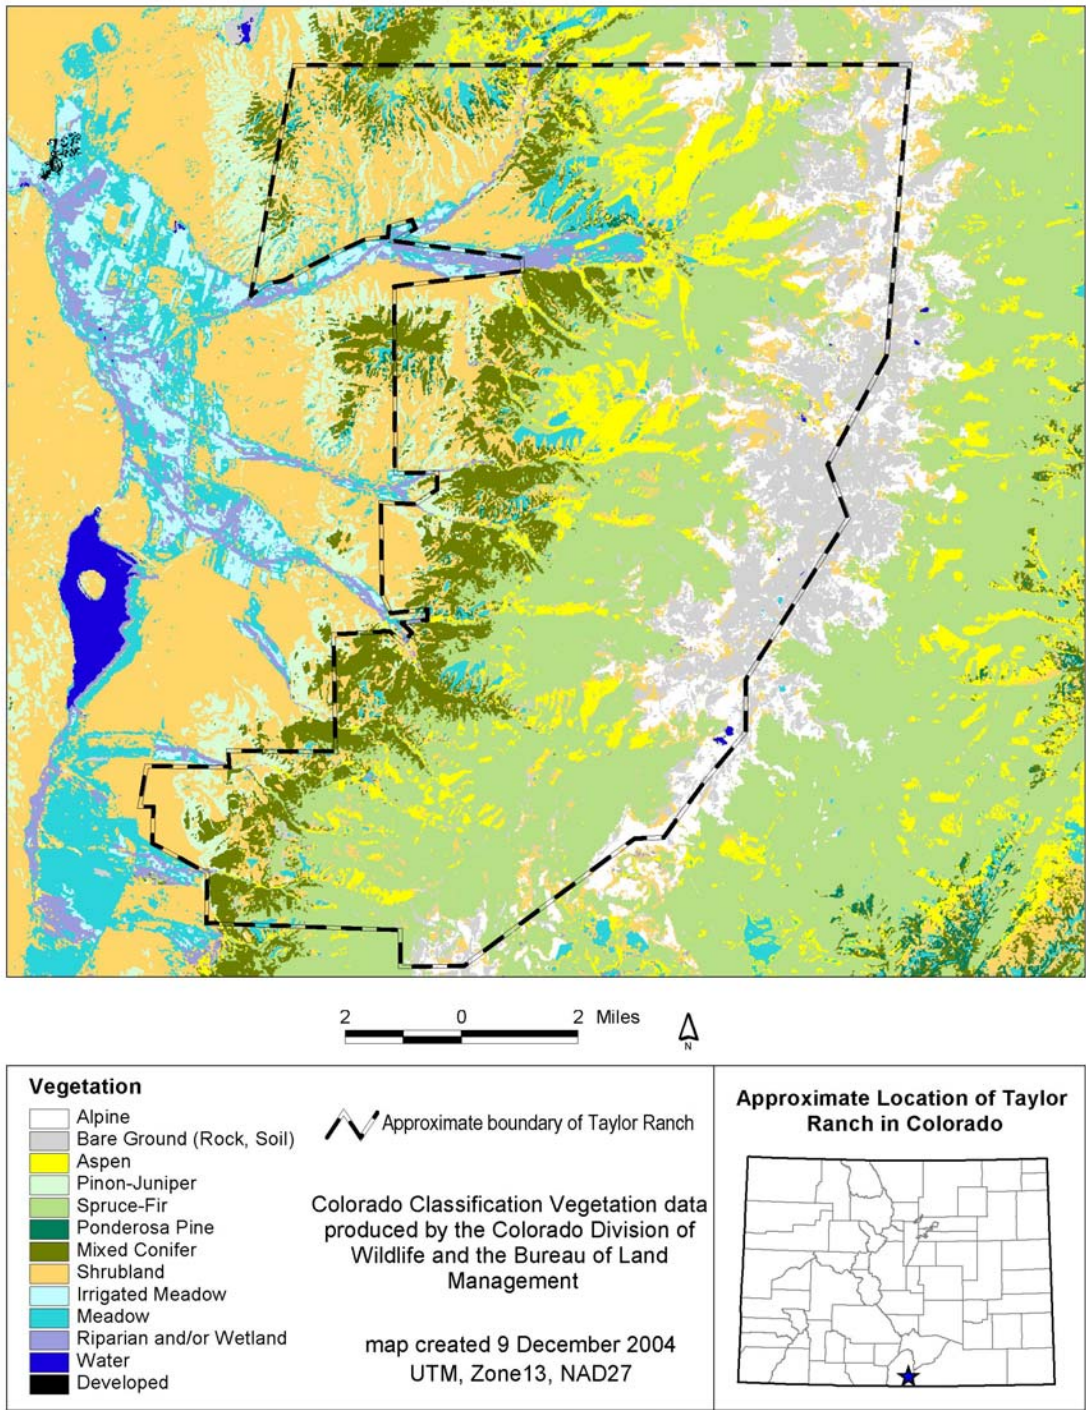 2 0 2 Miles
N
Vegetation
Alpine
Bare Ground (Rock, Soil)
Aspen
Pinon-Juniper
Spruce-Fir
Ponderosa Pine
Mixed Conifer
Shrubland
Irrigated Meadow
Meadow
Riparian and/or Wetland
Water
Developed
Approximate boundary of Taylor Ranch
Colorado Classification Vegetation data
produced by the Colorado Division of
Wildlife and the Bureau of Land
Management
map created 9 December 2004
UTM, Zone13, NAD27
Approximate Location of Taylor
Ranch in Colorado